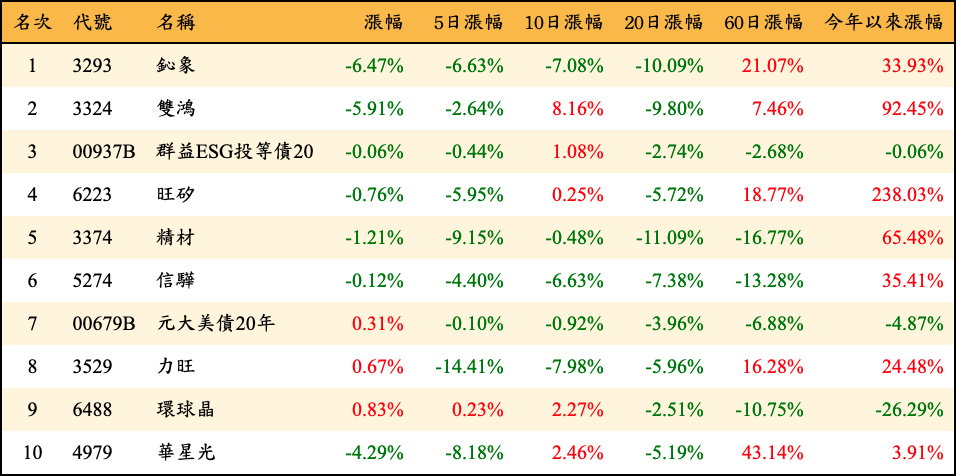 名次 代號 名稱 漲幅 5日漲幅 10日漲幅 20日漲幅 60日漲幅 今年以來漲幅
1 3293 鈊象 -6.47% -6.63% -7.08% -10.09% 21.07% 33.93%
2 3324 雙鴻 -5.91% -2.64% 8.16% -9.80% 7.46% 92.45%
3 00937B 群益ESG投等債20 -0.06% -0.44% 1.08% -2.74% -2.68% -0.06%
4 6223 旺矽 -0.76% -5.95% 0.25% -5.72% 18.77% 238.03%
5 3374 精材 -1.21% -9.15% -0.48% -11.09% -16.77% 65.48%
6 5274 信驊 -0.12% -4.40% -6.63% -7.38% -13.28% 35.41%
7 00679B 元大美債20年 0.31% -0.10% -0.92% -3.96% -6.88% -4.87%
8 3529 力旺 0.67% -14.41% -7.98% -5.96% 16.28% 24.48%
9 6488 環球晶 0.83% 0.23% 2.27% -2.51% -10.75% -26.29%
10 4979 華星光 -4.29% -8.18% 2.46% -5.19% 43.14% 3.91%